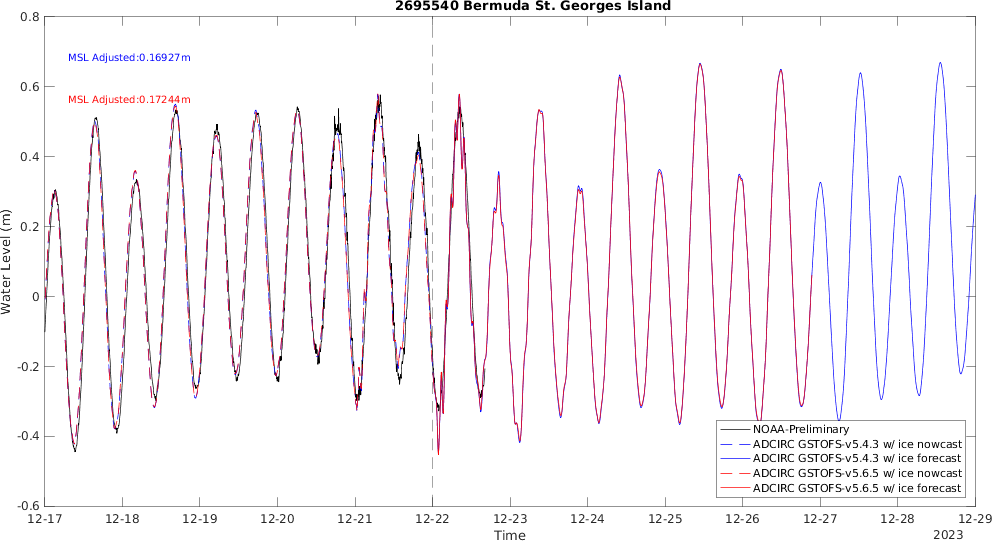 2695540 Bermuda St. Georges Island
MSL Adjusted:0.16927m
MSL Adjusted:0.17244m
Water Level (m)
0.8
0.6
0.4
0.2
0
-0.2
-0.4
-0.6
NOAA-Preliminary
ADCIRC GSTOFS-v5.4.3 w/ ice nowcast
ADCIRC GSTOFS-v5.4.3 w/ ice forecast
ADCIRC GSTOFS-v5.6.5 w/ ice nowcast
ADCIRC GSTOFS-v5.6.5 w/ ice forecast
12-17 12-18 12-19 12-20 12-21 12-22 12-23 12-24 12-25 12-26 12-27 12-28 12-29
Time
2023